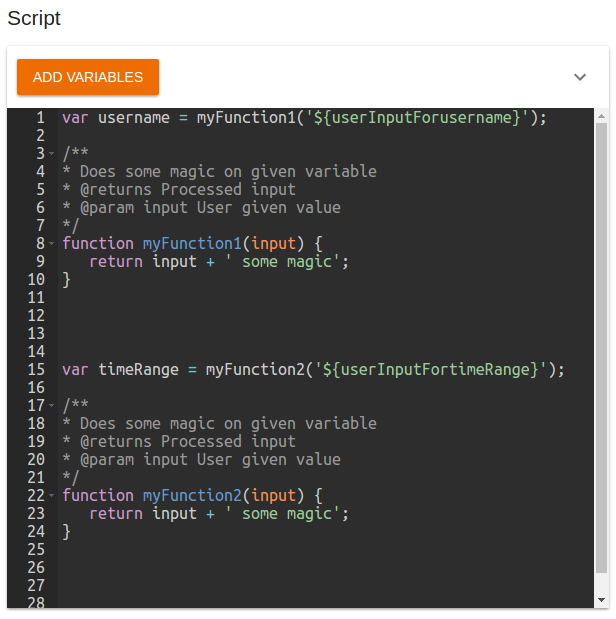 Script
ADD VARIABLES
1 var username = myFunction1('${userInputForusername}');
2
3 /**
4 * Does some magic on given variable
5 * @returns Processed input
6 * @param input User given value
7 */
8 function myFunction1(input) {
9    return input + ' some magic';
10 }
11
12
13
14
15 var timeRange = myFunction2('${userInputFortimeRange}');
16
17 /**
18 * Does some magic on given variable
19 * @returns Processed input
20 * @param input User given value
21 */
22 function myFunction2(input) {
23    return input + ' some magic';
24 }
25
26
27
28